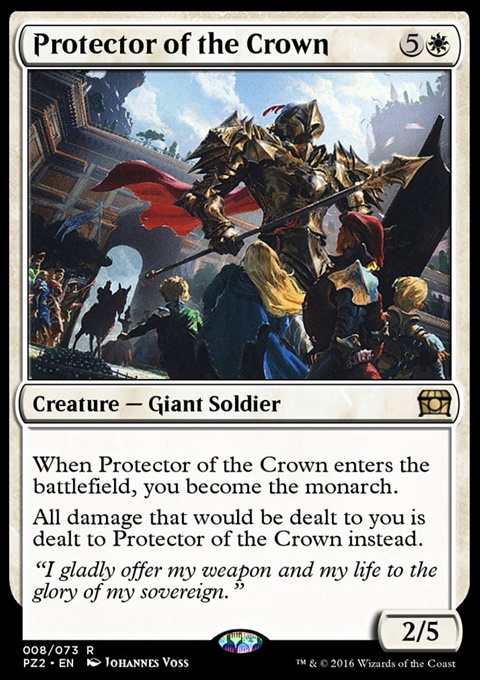 Protector of the Crown 5
Creature — Giant Soldier
When Protector of the Crown enters the
battlefield, you become the monarch.
All damage that would be dealt to you is
dealt to Protector of the Crown instead.
“I gladly offer my weapon and my life to the
glory of my sovereign.”
2/5
008/073 R
PZ2 • EN Johannes Voss
™ & © 2016 Wizards of the Coast